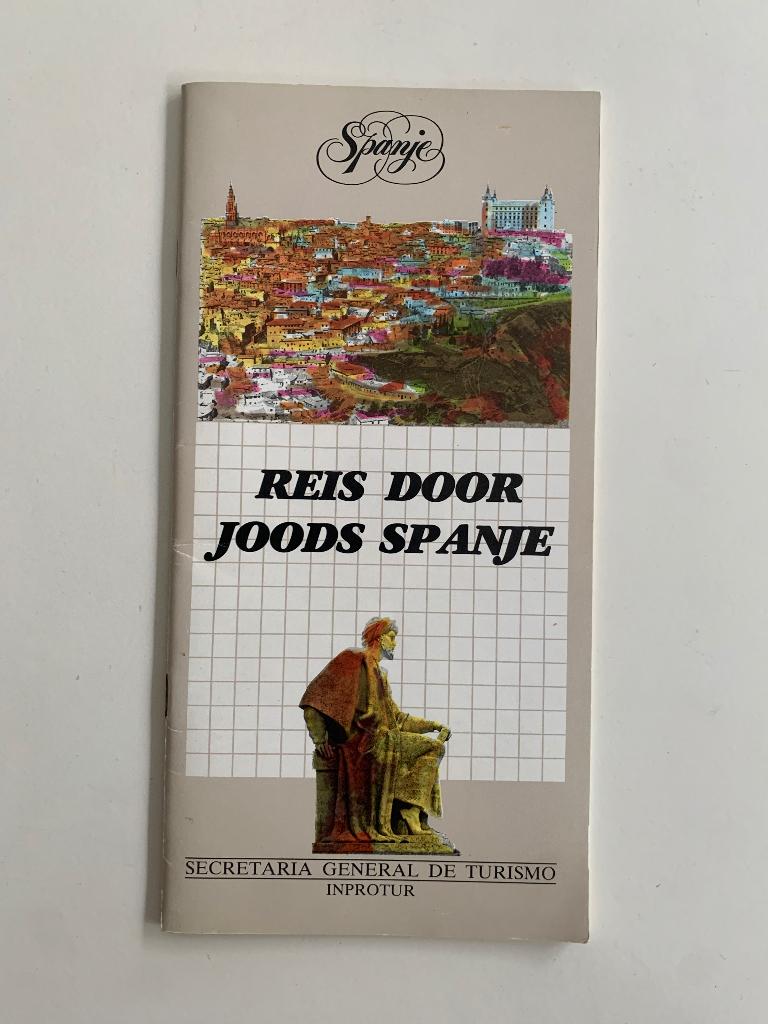 Spanje
REIS DOOR
JOODS SPANJE
SECRETARIA GENERAL DE TURISMO
INPROTUR